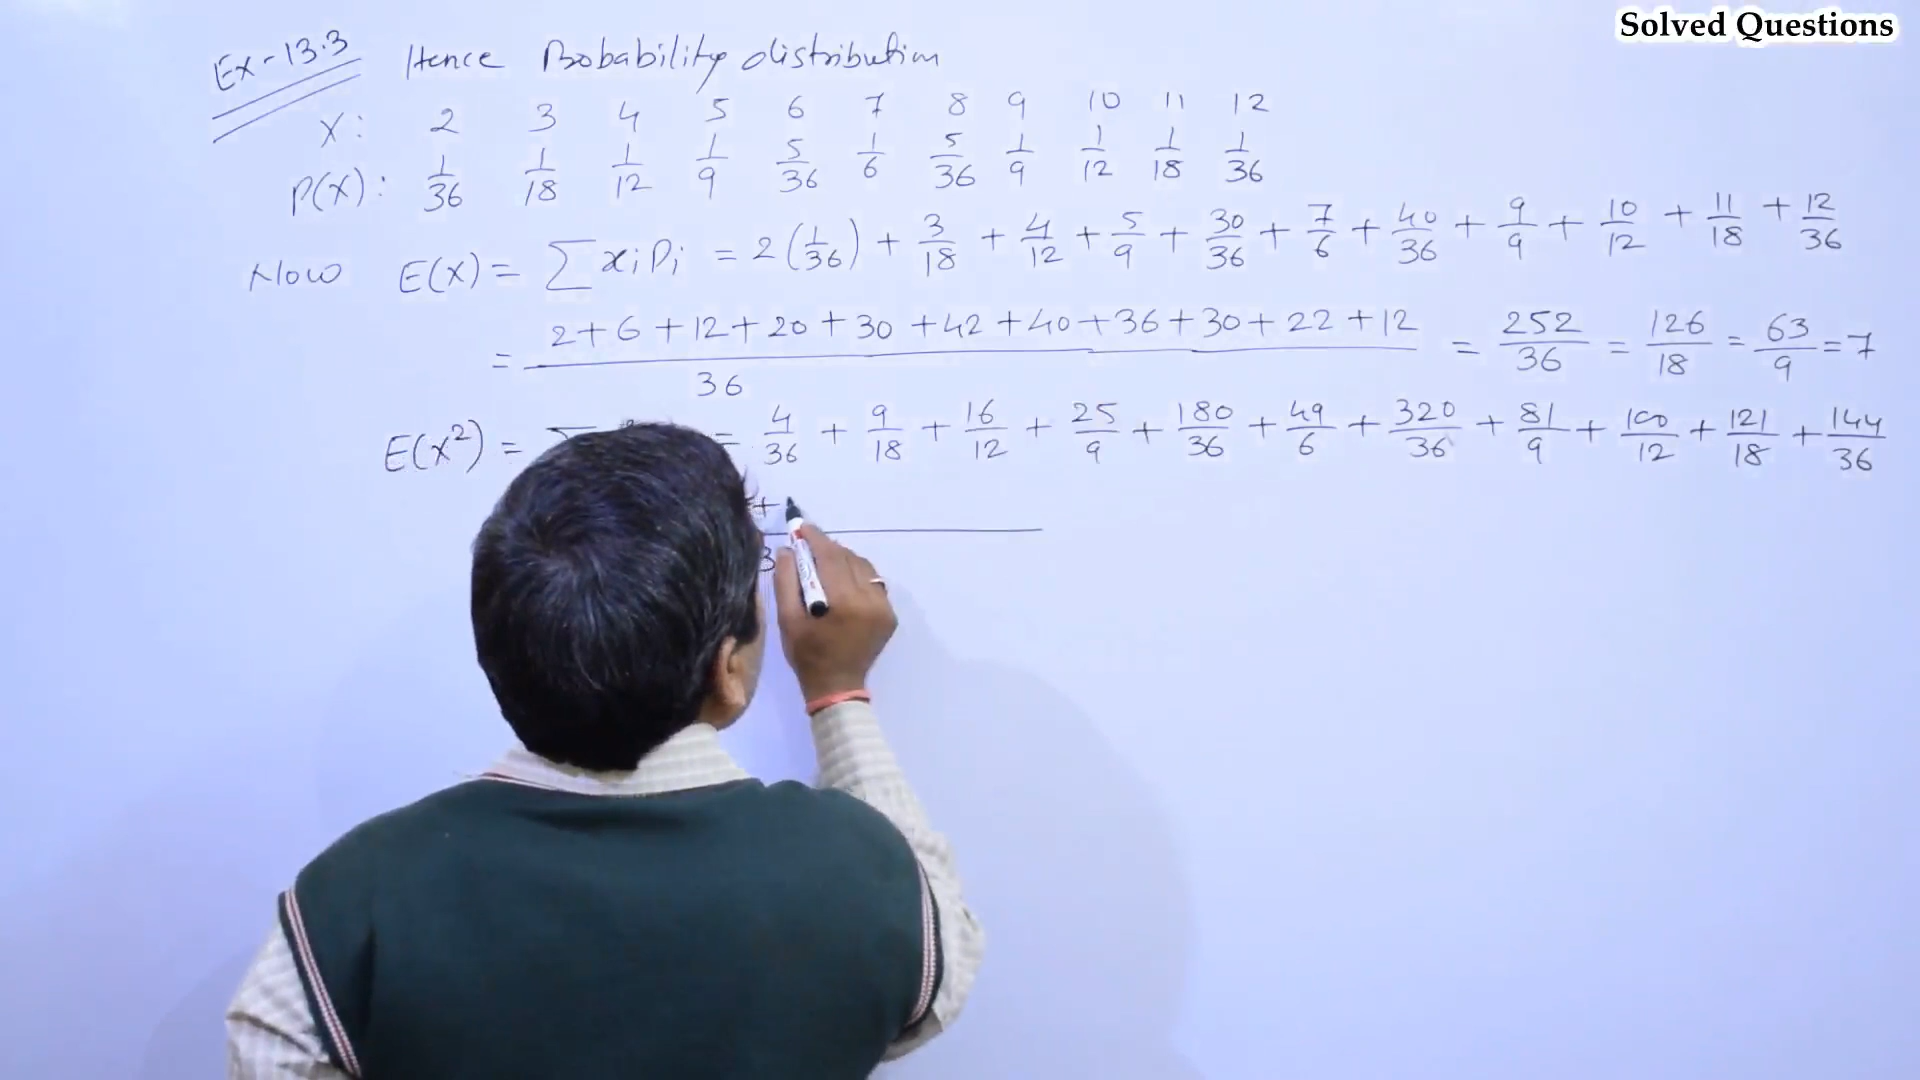 Solved Questions
Ex-13.3 Hence Probability distribution
X: 2 3 4 5 6 7 8 9 10 11 12
P(X): 1/36 1/18 1/12 1/9 5/36 1/6 5/36 1/9 1/12 1/18 1/36
Now E(X) = ∑ xipi = 2(1/36) + 3/18 + 4/12 + 5/9 + 30/36 + 7/6 + 40/36 + 9/9 + 10/12 + 11/18 + 12/36
= 2+6+12+20+30+42+40+36+30+22+12/36 = 252/36 = 126/18 = 63/9 = 7
E(X²) = ∑ = 4/36 + 9/18 + 16/12 + 25/9 + 180/36 + 49/6 + 320/36 + 81/9 + 100/12 + 121/18 + 144/36
+
3